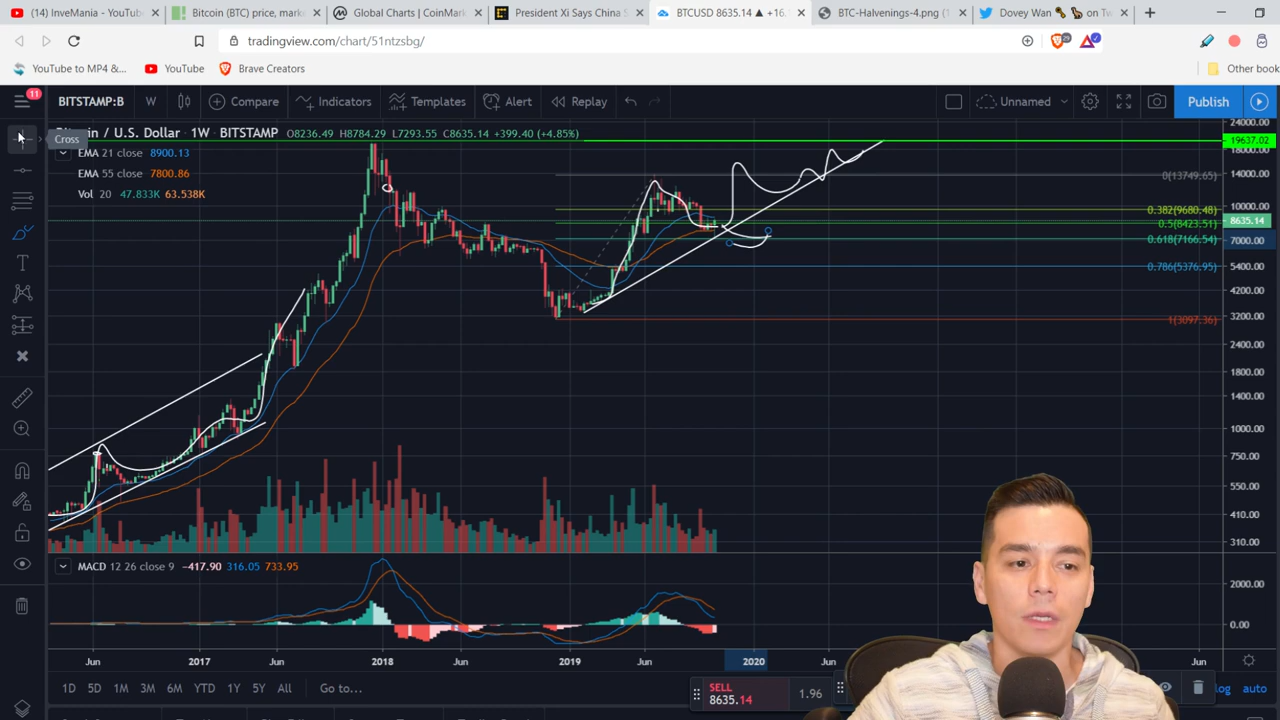 (14) InveMania - YouTub
Bitcoin (BTC) price, mark
Global Charts | CoinMark
President Xi Says China S
BTCUSD 8635.14 ▲ +16.
BTC-Halvenings-4.png (12
Dovey Wan on Tw
tradingview.com/chart/51ntzsbg/
29
YouTube to MP4 &...
YouTube
Brave Creators
Other book
11
BITSTAMP:B
W
Compare
Indicators
Templates
Alert
Replay
Unnamed
Publish
Cross
in / U.S. Dollar · 1W · BITSTAMP O8236.49 H8784.29 L7293.55 C8635.14 +399.40 (+4.85%)
EMA 21 close 8900.13
EMA 55 close 7800.86
Vol 20 47.833K 63.538K
24000.00
19637.02
18000.00
14000.00
10000.00
8635.14
7000.00
5400.00
4200.00
3200.00
2400.00
1800.00
1400.00
1000.00
750.00
550.00
410.00
310.00
0(13749.65)
0.382(9680.48)
0.5(8423.51)
0.618(7166.54)
0.786(5376.95)
1(3097.36)
MACD 12 26 close 9 -417.90 316.05 733.95
2000.00
0.00
Jun 2017 Jun 2018 Jun 2019 Jun 2020 Jun Jun
1D 5D 1M 3M 6M YTD 1Y 5Y All Go to...
SELL
8635.14
1.96
log auto